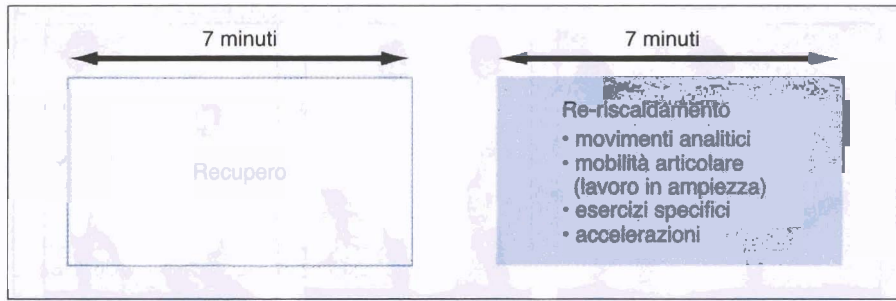 7 minuti
Recupero
7 minuti
Re-riscaldamento
• movimenti analitici
• mobilità articolare
(lavoro in ampiezza)
• esercizi specifici
• accelerazioni